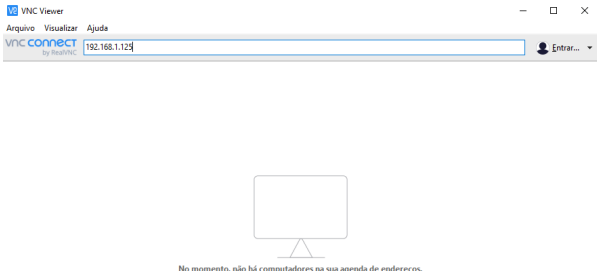 VNC Viewer
Arquivo Visualizar Ajuda
vnc connect
by RealVNC
192.168.1.125
Entrar...
No momento, não há computadores na sua agenda de endereços.